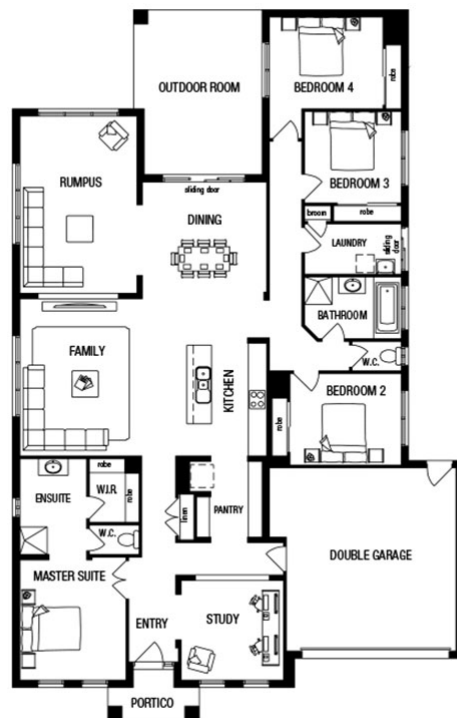 OUTDOOR ROOM
BEDROOM 4
robe
RUMPUS
BEDROOM 3
sliding door
broom
robe
DINING
LAUNDRY
sliding
door
BATHROOM
FAMILY
KITCHEN
W.C.
BEDROOM 2
robe
robe
ENSUITE
W.I.R.
robe
linen
PANTRY
W.C.
DOUBLE GARAGE
MASTER SUITE
ENTRY
STUDY
PORTICO